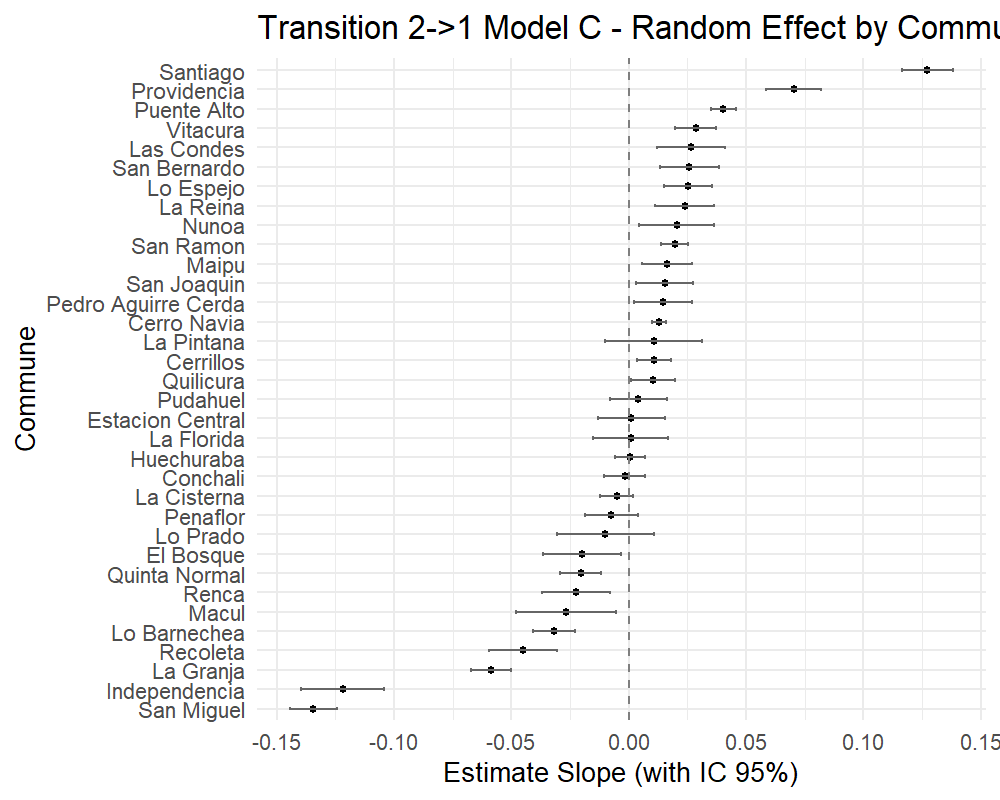 Transition 2->1 Model C - Random Effect by Commu
Santiago
Providencia
Puente Alto
Vitacura
Las Condes
San Bernardo
Lo Espejo
La Reina
Nunoa
San Ramon
Maipu
San Joaquin
Pedro Aguirre Cerda
Cerro Navia
La Pintana
Cerrillos
Quilicura
Pudahuel
Estacion Central
La Florida
Huechuraba
Conchali
La Cisterna
Penaflor
Lo Prado
El Bosque
Quinta Normal
Renca
Macul
Lo Barnechea
Recoleta
La Granja
Independencia
San Miguel
Commune
-0.15 -0.10 -0.05 0.00 0.05 0.10 0.15
Estimate Slope (with IC 95%)